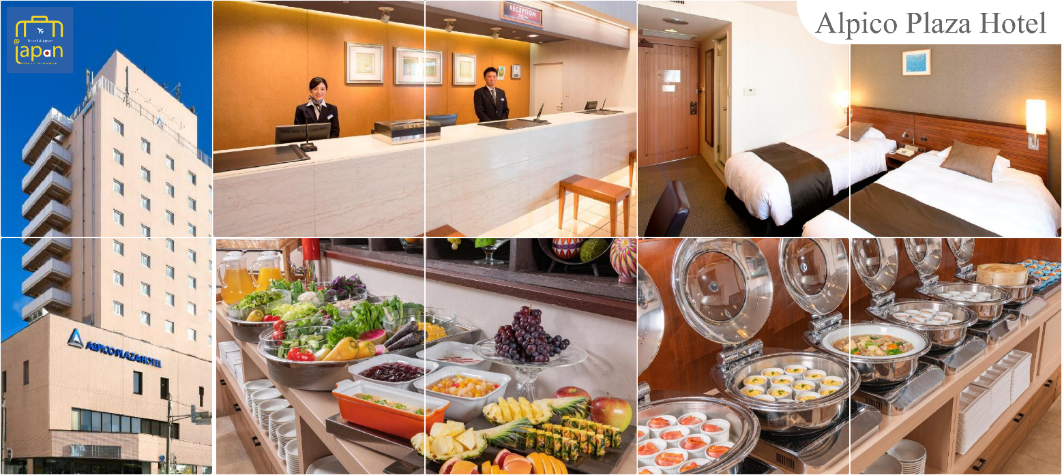 japan
Alpico Plaza Hotel
RECEPTION
ALPICO PLAZA HOTEL